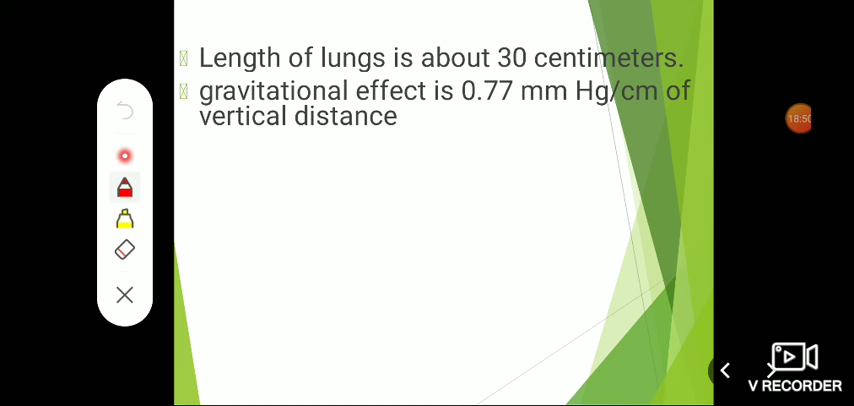 Length of lungs is about 30 centimeters.
gravitational effect is 0.77 mm Hg/cm of
vertical distance
18:50
V RECORDER